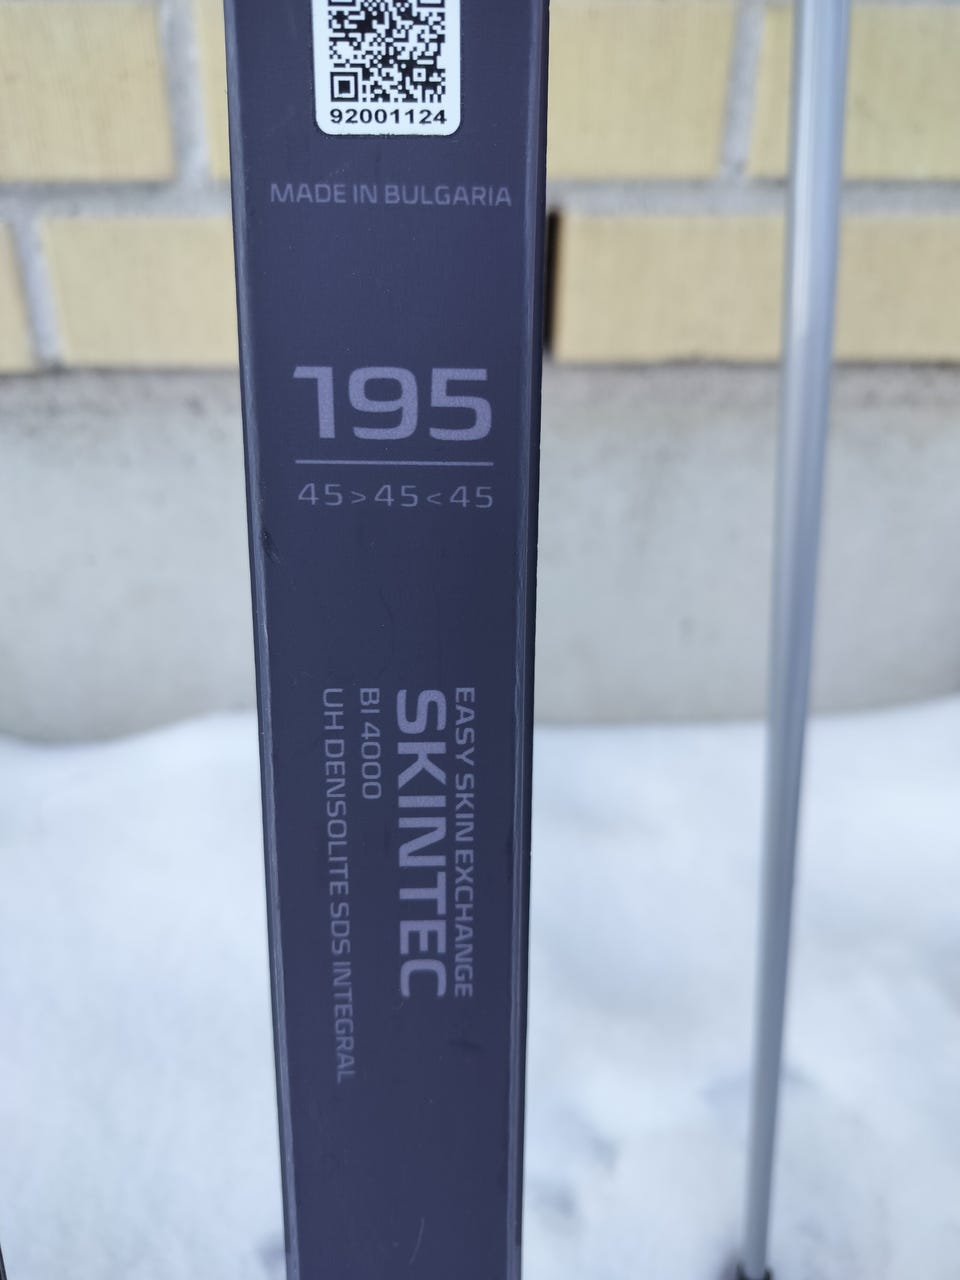 92001124
MADE IN BULGARIA
195
45>45<45
EASY SKIN EXCHANGE
SKINTEC
BI 4000
UH DENSOLITE SDS INTEGRAL